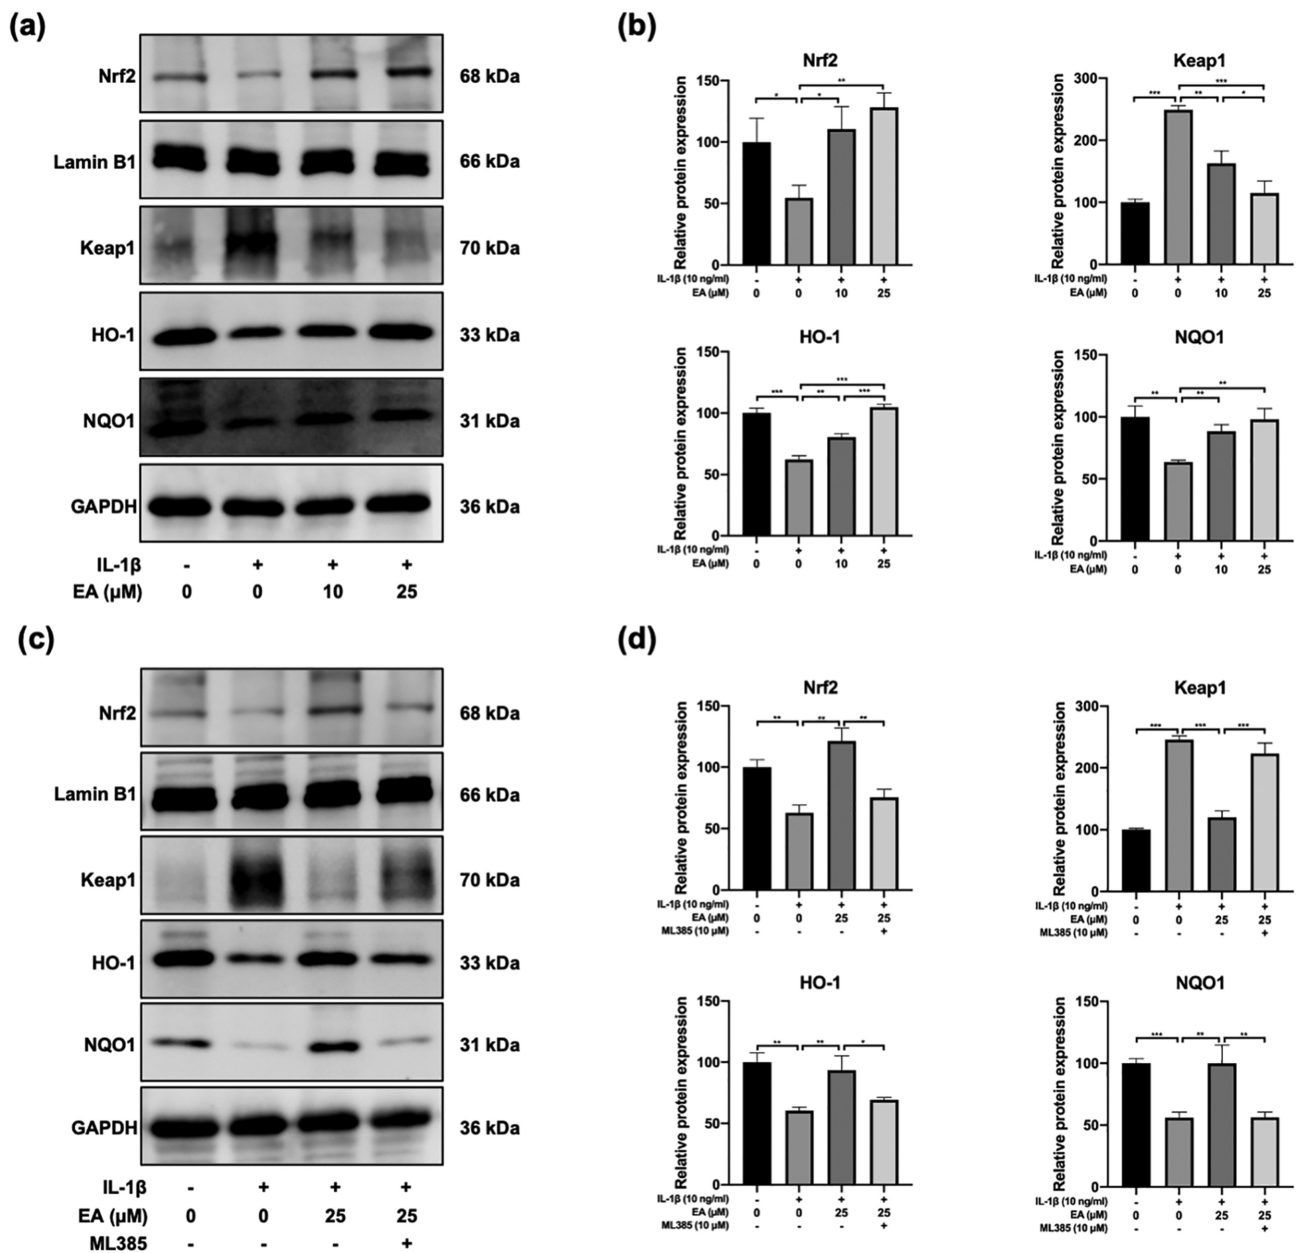 (a)
Nrf2 68 kDa
Lamin B1 66 kDa
Keap1 70 kDa
HO-1 33 kDa
NQO1 31 kDa
GAPDH 36 kDa
IL-1β - + + +
EA (μM) 0 0 10 25
(b)
Nrf2
Relative protein expression
150
100
50
0
* * **
IL-1β (10 ng/ml) - + + +
EA (μM) 0 0 10 25
Keap1
Relative protein expression
300
200
100
0
*** ** * ***
IL-1β (10 ng/ml) - + + +
EA (μM) 0 0 10 25
HO-1
Relative protein expression
150
100
50
0
*** ** *** ***
IL-1β (10 ng/ml) - + + +
EA (μM) 0 0 10 25
NQO1
Relative protein expression
150
100
50
0
** ** **
IL-1β (10 ng/ml) - + + +
EA (μM) 0 0 10 25
(c)
Nrf2 68 kDa
Lamin B1 66 kDa
Keap1 70 kDa
HO-1 33 kDa
NQO1 31 kDa
GAPDH 36 kDa
IL-1β - + + +
EA (μM) 0 0 25 25
ML385 - - - +
(d)
Nrf2
Relative protein expression
150
100
50
0
** ** **
IL-1β (10 ng/ml) - + + +
EA (μM) 0 0 25 25
ML385 (10 μM) - - - +
Keap1
Relative protein expression
300
200
100
0
*** *** ***
IL-1β (10 ng/ml) - + + +
EA (μM) 0 0 25 25
ML385 (10 μM) - - - +
HO-1
Relative protein expression
150
100
50
0
** ** *
IL-1β (10 ng/ml) - + + +
EA (μM) 0 0 25 25
ML385 (10 μM) - - - +
NQO1
Relative protein expression
150
100
50
0
*** ** **
IL-1β (10 ng/ml) - + + +
EA (μM) 0 0 25 25
ML385 (10 μM) - - - +